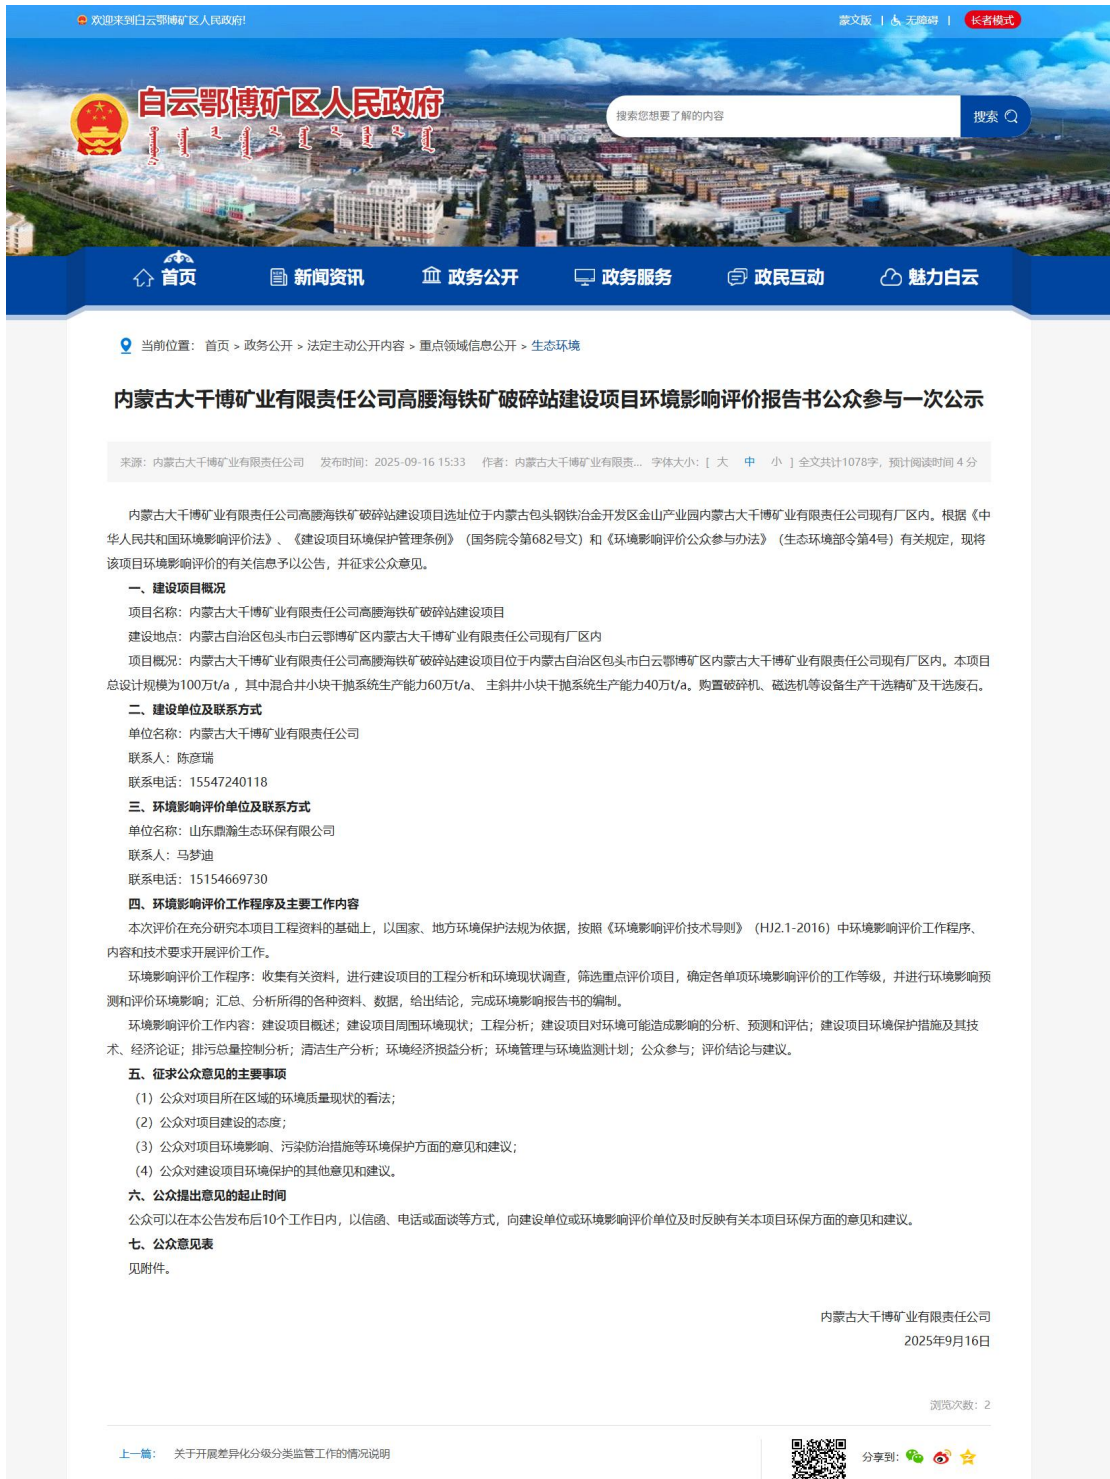 欢迎来到白云鄂博矿区人民政府!
蒙文版 | 无障碍 | 长者模式
白云鄂博矿区人民政府
搜索您想要了解的内容
搜索
首页 新闻资讯 政务公开 政务服务 政民互动 魅力白云
当前位置： 首页 > 政务公开 > 法定主动公开内容 > 重点领域信息公开 > 生态环境
内蒙古大千博矿业有限责任公司高腰海铁矿破碎站建设项目环境影响评价报告书公众参与一次公示
来源：内蒙古大千博矿业有限责任公司 发布时间：2025-09-16 15:33 作者：内蒙古大千博矿业有限责... 字体大小：[ 大 中 小 ] 全文共计1078字，预计阅读时间 4 分
内蒙古大千博矿业有限责任公司高腰海铁矿破碎站建设项目选址位于内蒙古包头钢铁冶金开发区金山产业园内蒙古大千博矿业有限责任公司现有厂区内。根据《中
华人民共和国环境影响评价法》、《建设项目环境保护管理条例》（国务院令第682号文）和《环境影响评价公众参与办法》（生态环境部令第4号）有关规定，现将
该项目环境影响评价的有关信息予以公告，并征求公众意见。
一、建设项目概况
项目名称：内蒙古大千博矿业有限责任公司高腰海铁矿破碎站建设项目
建设地点：内蒙古自治区包头市白云鄂博矿区内蒙古大千博矿业有限责任公司现有厂区内
项目概况：内蒙古大千博矿业有限责任公司高腰海铁矿破碎站建设项目位于内蒙古自治区包头市白云鄂博矿区内蒙古大千博矿业有限责任公司现有厂区内。本项目
总设计规模为100万t/a ，其中混合井小块干抛系统生产能力60万t/a、 主斜井小块干抛系统生产能力40万t/a。购置破碎机、磁选机等设备生产干选精矿及干选废石。
二、建设单位及联系方式
单位名称：内蒙古大千博矿业有限责任公司
联系人：陈彦瑞
联系电话：15547240118
三、环境影响评价单位及联系方式
单位名称：山东鼎瀚生态环保有限公司
联系人：马梦迪
联系电话：15154669730
四、环境影响评价工作程序及主要工作内容
本次评价在充分研究本项目工程资料的基础上，以国家、地方环境保护法规为依据，按照《环境影响评价技术导则》（HJ2.1-2016）中环境影响评价工作程序、
内容和技术要求开展评价工作。
环境影响评价工作程序：收集有关资料，进行建设项目的工程分析和环境现状调查，筛选重点评价项目，确定各单项环境影响评价的工作等级，并进行环境影响预
测和评价环境影响；汇总、分析所得的各种资料、数据，给出结论，完成环境影响报告书的编制。
环境影响评价工作内容：建设项目概述；建设项目周围环境现状；工程分析；建设项目对环境可能造成影响的分析、预测和评估；建设项目环境保护措施及其技
术、经济论证；排污总量控制分析；清洁生产分析；环境经济损益分析；环境管理与环境监测计划；公众参与；评价结论与建议。
五、征求公众意见的主要事项
（1）公众对项目所在区域的环境质量现状的看法；
（2）公众对项目建设的态度；
（3）公众对项目环境影响、污染防治措施等环境保护方面的意见和建议；
（4）公众对建设项目环境保护的其他意见和建议。
六、公众提出意见的起止时间
公众可以在本公告发布后10个工作日内，以信函、电话或面谈等方式，向建设单位或环境影响评价单位及时反映有关本项目环保方面的意见和建议。
七、公众意见表
见附件。
内蒙古大千博矿业有限责任公司
2025年9月16日
浏览次数：2
上一篇： 关于开展差异化分级分类监管工作的情况说明
分享到：